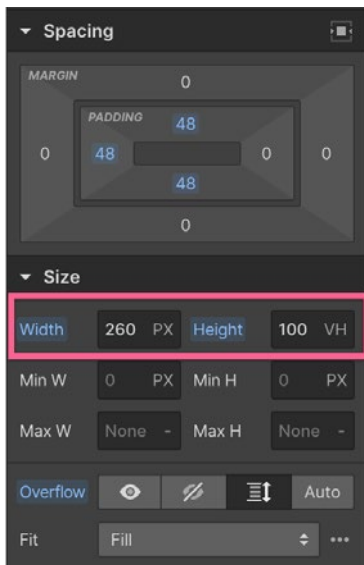 Spacing
MARGIN
0
PADDING
48
0 48 0 0
48
0
Size
Width 260 PX Height 100 VH
Min W 0 PX Min H 0 PX
Max W None - Max H None -
Overflow Auto
Fit Fill